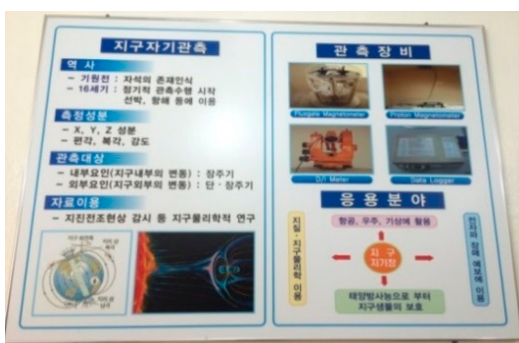 지구자기관측
역 사
- 기원전 : 자석의 존재인식
- 16세기 : 정기적 관측수행 시작
선박, 항해 등에 이용
측정성분
- X, Y, Z 성분
- 편각, 복각, 강도
관측대상
- 내부요인(지구내부의 변동) : 장주기
- 외부요인(지구외부의 변동) : 단·장주기
자료이용
- 지진전조현상 감시 등 지구물리학적 연구
관측장비
Fluxgate Magnetometer
Proton Magnetometer
D/I Meter
Data Logger
응용분야
지질·지구물리학 이용
항공, 우주, 기상에 활용
지 구
자기장
태양방사능으로 부터
지구생물의 보호
전자파 장애 예보에 이용